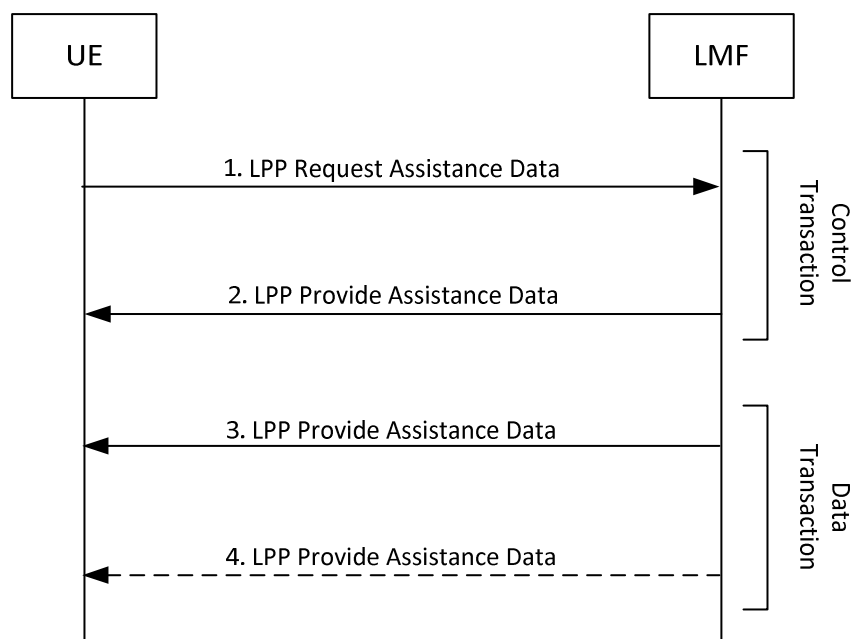 UE
LMF
1. LPP Request Assistance Data
2. LPP Provide Assistance Data
Control
Transaction
3. LPP Provide Assistance Data
4. LPP Provide Assistance Data
Data
Transaction